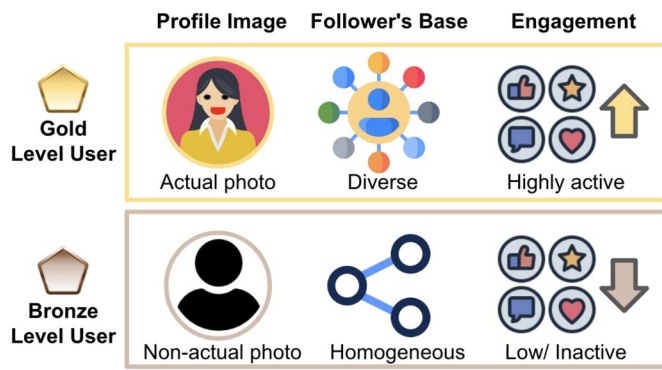 Profile Image
Follower's Base
Engagement
Gold
Level User
Actual photo
Diverse
Highly active
Bronze
Level User
Non-actual photo
Homogeneous
Low/ Inactive